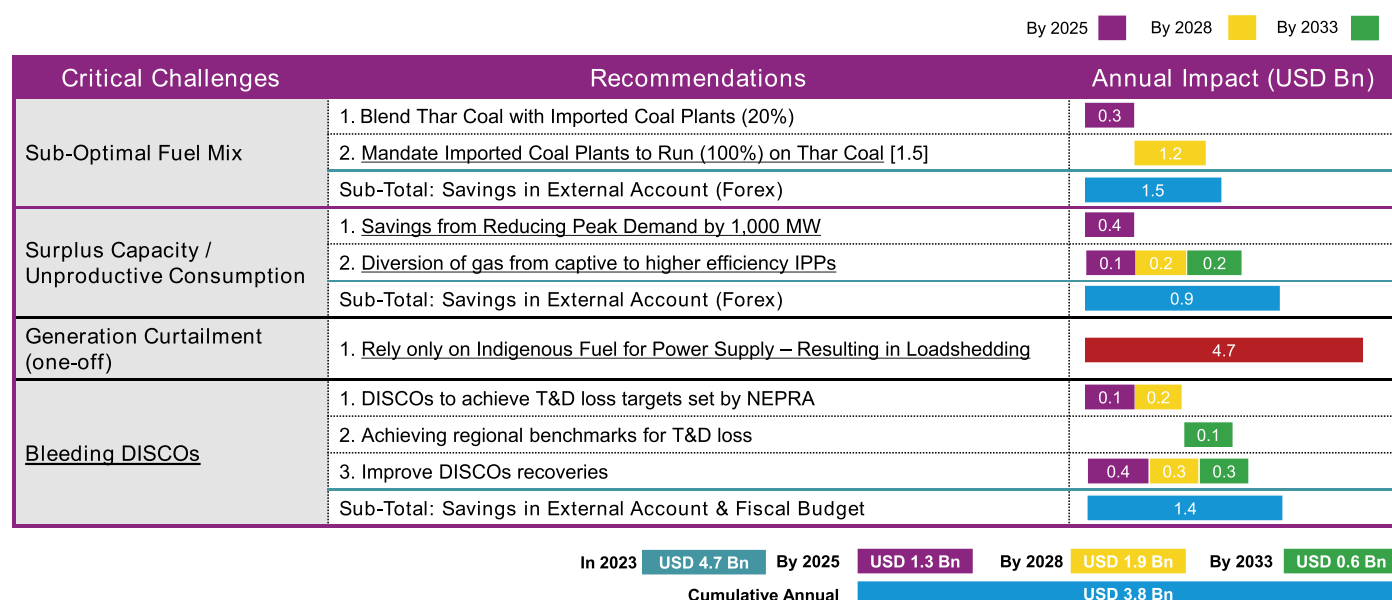 By 2025 By 2028 By 2033
Critical Challenges Recommendations Annual Impact (USD Bn)
Sub-Optimal Fuel Mix
1. Blend Thar Coal with Imported Coal Plants (20%) 0.3
2. Mandate Imported Coal Plants to Run (100%) on Thar Coal [1.5] 1.2
Sub-Total: Savings in External Account (Forex) 1.5
Surplus Capacity /
Unproductive Consumption
1. Savings from Reducing Peak Demand by 1,000 MW 0.4
2. Diversion of gas from captive to higher efficiency IPPs 0.1 0.2 0.2
Sub-Total: Savings in External Account (Forex) 0.9
Generation Curtailment
(one-off)
1. Rely only on Indigenous Fuel for Power Supply – Resulting in Loadshedding 4.7
Bleeding DISCOs
1. DISCOs to achieve T&D loss targets set by NEPRA 0.1 0.2
2. Achieving regional benchmarks for T&D loss 0.1
3. Improve DISCOs recoveries 0.4 0.3 0.3
Sub-Total: Savings in External Account & Fiscal Budget 1.4
In 2023 USD 4.7 Bn By 2025 USD 1.3 Bn By 2028 USD 1.9 Bn By 2033 USD 0.6 Bn
Cumulative Annual USD 3.8 Bn